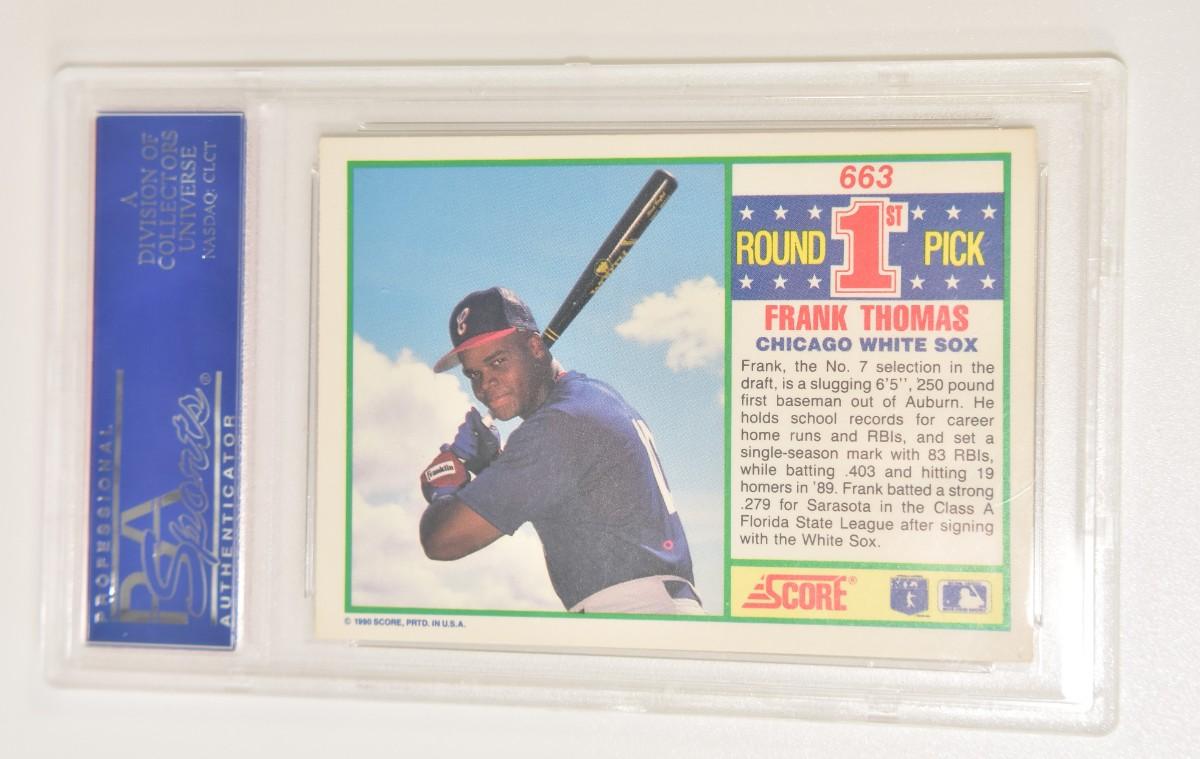 A
DIVISION OF
COLLECTORS
UNIVERSE
NASDAQ: CLCT
PROFESSIONAL
PSA
Sports®
AUTHENTICATOR
Franklin
© 1990 SCORE, PRTD. IN U.S.A.
663
ROUND 1ST PICK
FRANK THOMAS
CHICAGO WHITE SOX
Frank, the No. 7 selection in the
draft, is a slugging 6'5'', 250 pound
first baseman out of Auburn. He
holds school records for career
home runs and RBIs, and set a
single-season mark with 83 RBIs,
while batting .403 and hitting 19
homers in '89. Frank batted a strong
.279 for Sarasota in the Class A
Florida State League after signing
with the White Sox.
SCORE®